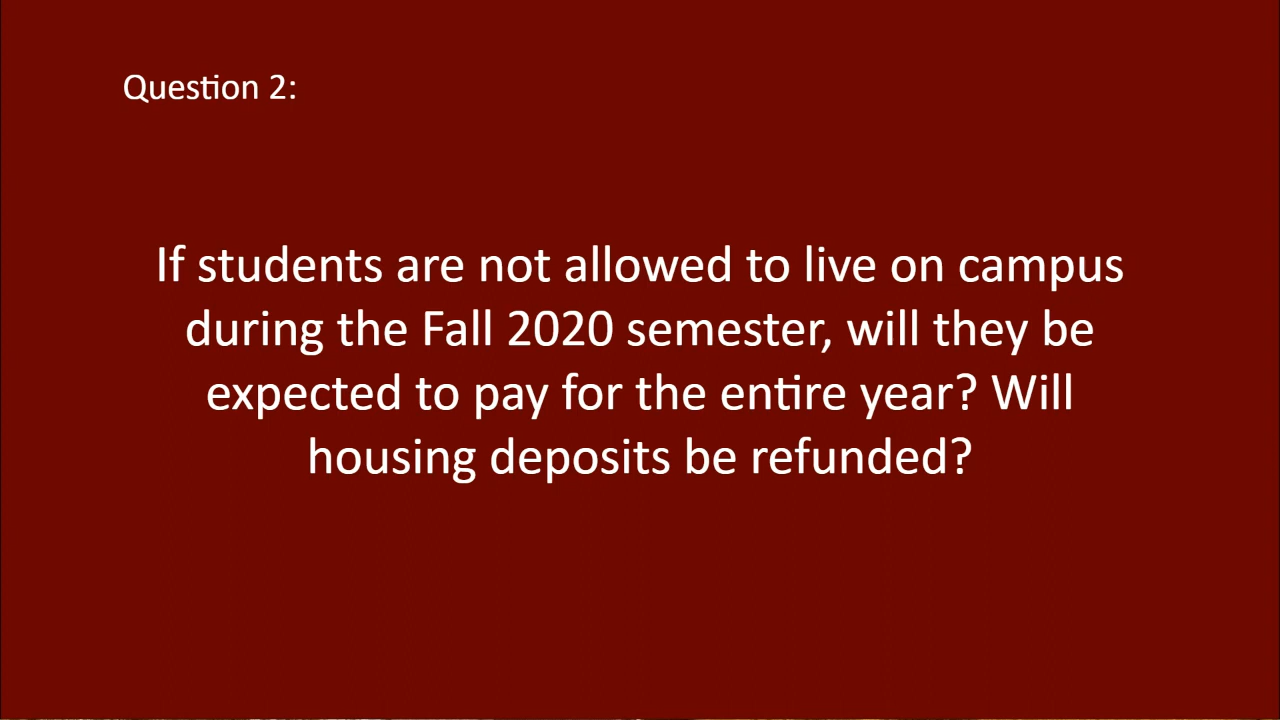 Question 2:
If students are not allowed to live on campus
during the Fall 2020 semester, will they be
expected to pay for the entire year? Will
housing deposits be refunded?